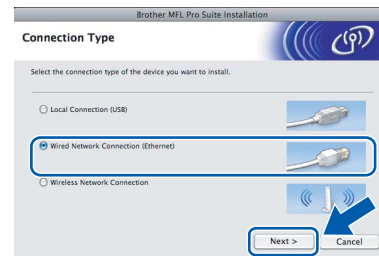 Brother MFL Pro Suite Installation
Connection Type
Select the connection type of the device you want to install.
Local Connection (USB)
Wired Network Connection (Ethernet)
Wireless Network Connection
Next > Cancel